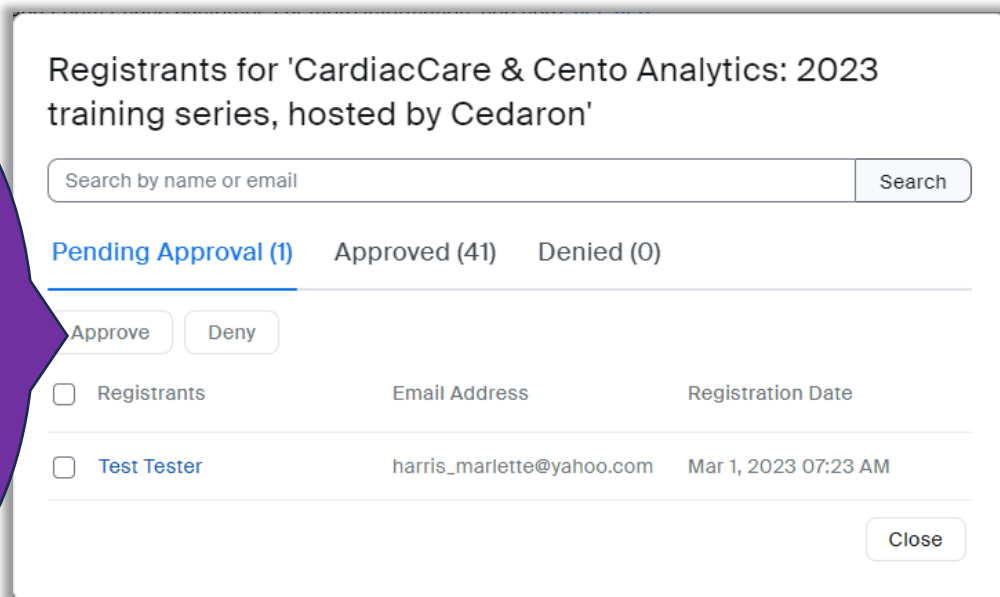 Registrants for 'CardiacCare & Cento Analytics: 2023
training series, hosted by Cedaron'
Search by name or email
Search
Pending Approval (1) Approved (41) Denied (0)
Approve Deny
Registrants Email Address Registration Date
Test Tester harris_marlette@yahoo.com Mar 1, 2023 07:23 AM
Close